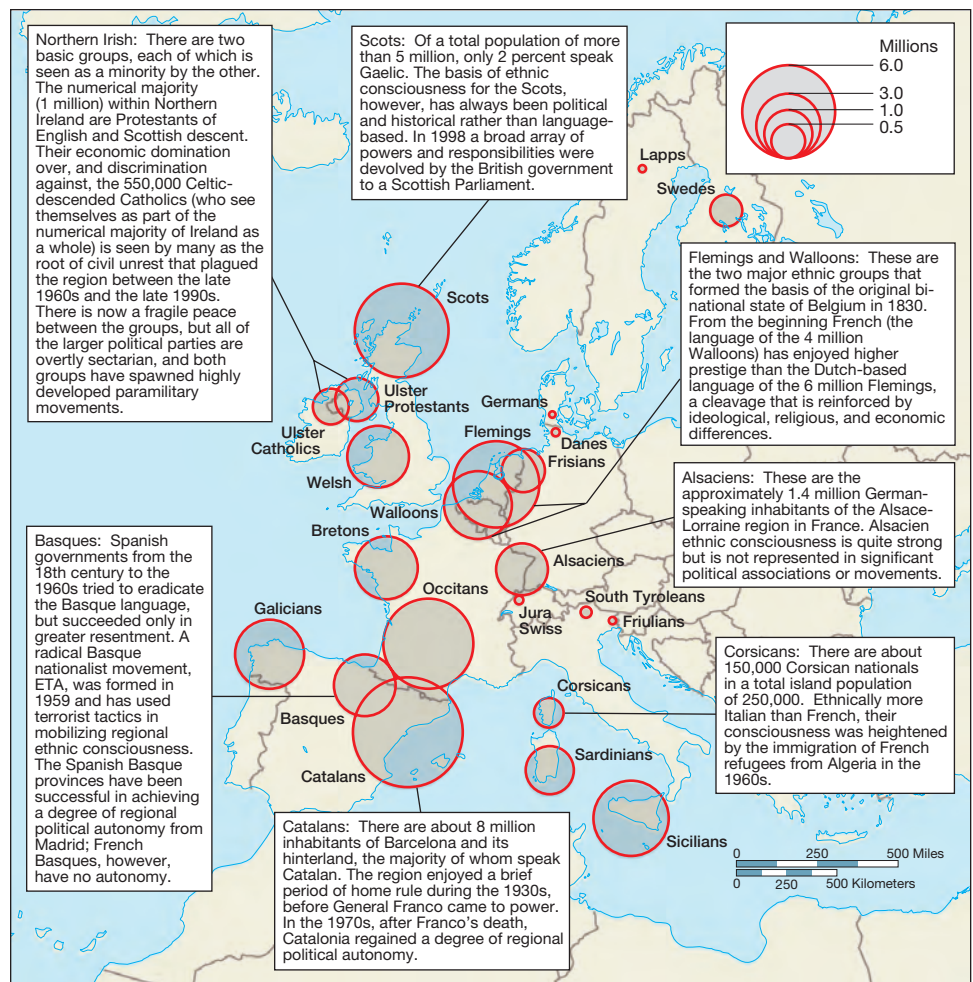 Northern Irish: There are two
basic groups, each of which is
seen as a minority by the other.
The numerical majority
(1 million) within Northern
Ireland are Protestants of
English and Scottish descent.
Their economic domination
over, and discrimination
against, the 550,000 Celtic-
descended Catholics (who see
themselves as part of the
numerical majority of Ireland as
a whole) is seen by many as the
root of civil unrest that plagued
the region between the late
1960s and the late 1990s.
There is now a fragile peace
between the groups, but all of
the larger political parties are
overtly sectarian, and both
groups have spawned highly
developed paramilitary
movements.
Scots: Of a total population of more
than 5 million, only 2 percent speak
Gaelic. The basis of ethnic
consciousness for the Scots,
however, has always been political
and historical rather than language-
based. In 1998 a broad array of
powers and responsibilities were
devolved by the British government
to a Scottish Parliament.
Millions
6.0
3.0
1.0
0.5
Lapps
Swedes
Flemings and Walloons: These are
the two major ethnic groups that
formed the basis of the original bi-
national state of Belgium in 1830.
From the beginning French (the
language of the 4 million
Walloons) has enjoyed higher
prestige than the Dutch-based
language of the 6 million Flemings,
a cleavage that is reinforced by
ideological, religious, and economic
differences.
Scots
Ulster
Protestants
Germans
Ulster
Catholics
Flemings
Danes
Frisians
Welsh
Walloons
Alsaciens: These are the
approximately 1.4 million German-
speaking inhabitants of the Alsace-
Lorraine region in France. Alsacien
ethnic consciousness is quite strong
but is not represented in significant
political associations or movements.
Bretons
Alsaciens
Occitans
South Tyroleans
Jura
Swiss
Friulians
Galicians
Basques: Spanish
governments from the
18th century to the
1960s tried to eradicate
the Basque language,
but succeeded only in
greater resentment. A
radical Basque
nationalist movement,
ETA, was formed in
1959 and has used
terrorist tactics in
mobilizing regional
ethnic consciousness.
The Spanish Basque
provinces have been
successful in achieving
a degree of regional
political autonomy from
Madrid; French
Basques, however,
have no autonomy.
Corsicans: There are about
150,000 Corsican nationals
in a total island population
of 250,000. Ethnically more
Italian than French, their
consciousness was heightened
by the immigration of French
refugees from Algeria in the
1960s.
Corsicans
Basques
Sardinians
Catalans
Sicilians
Catalans: There are about 8 million
inhabitants of Barcelona and its
hinterland, the majority of whom speak
Catalan. The region enjoyed a brief
period of home rule during the 1930s,
before General Franco came to power.
In the 1970s, after Franco's death,
Catalonia regained a degree of regional
political autonomy.
0 250 500 Miles
0 250 500 Kilometers